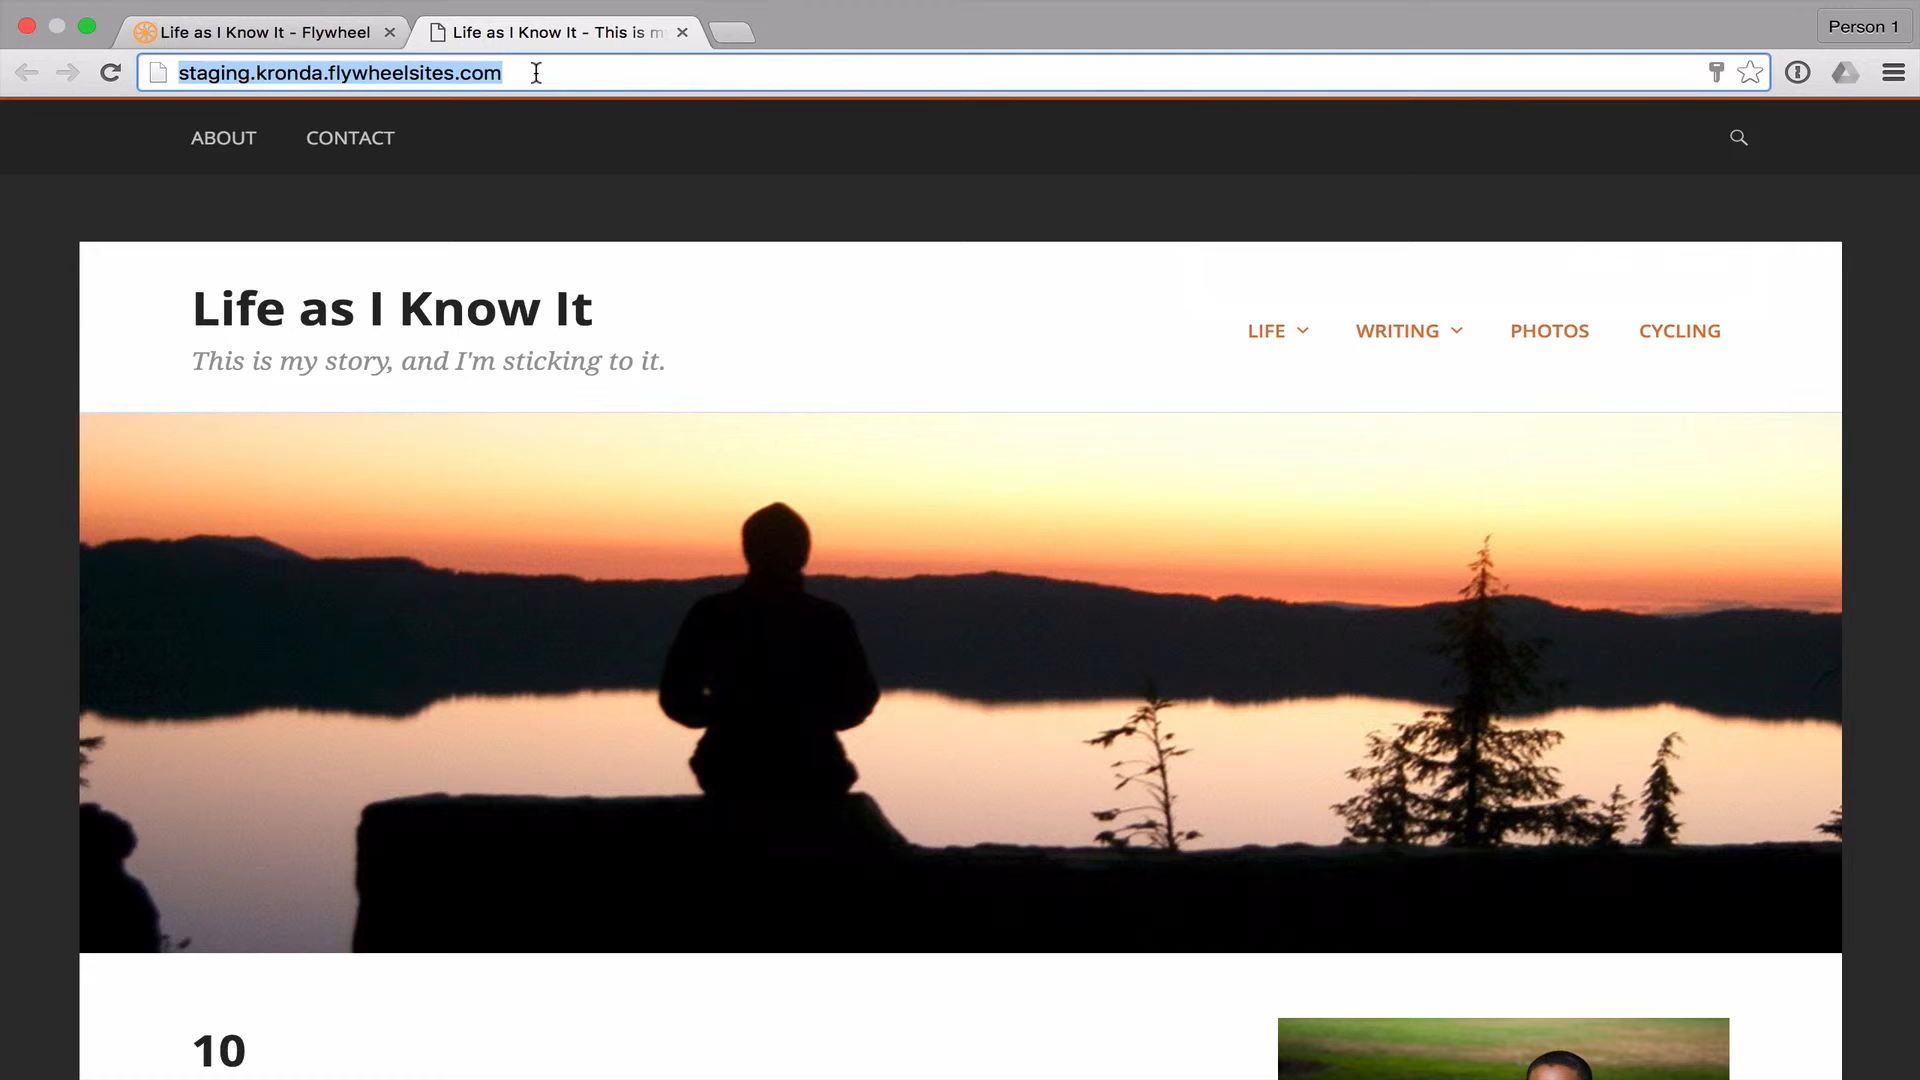 Life as I Know It - Flywheel
Life as I Know It - This is m
Person 1
staging.kronda.flywheelsites.com
ABOUT CONTACT
Life as I Know It
This is my story, and I'm sticking to it.
LIFE WRITING PHOTOS CYCLING
10